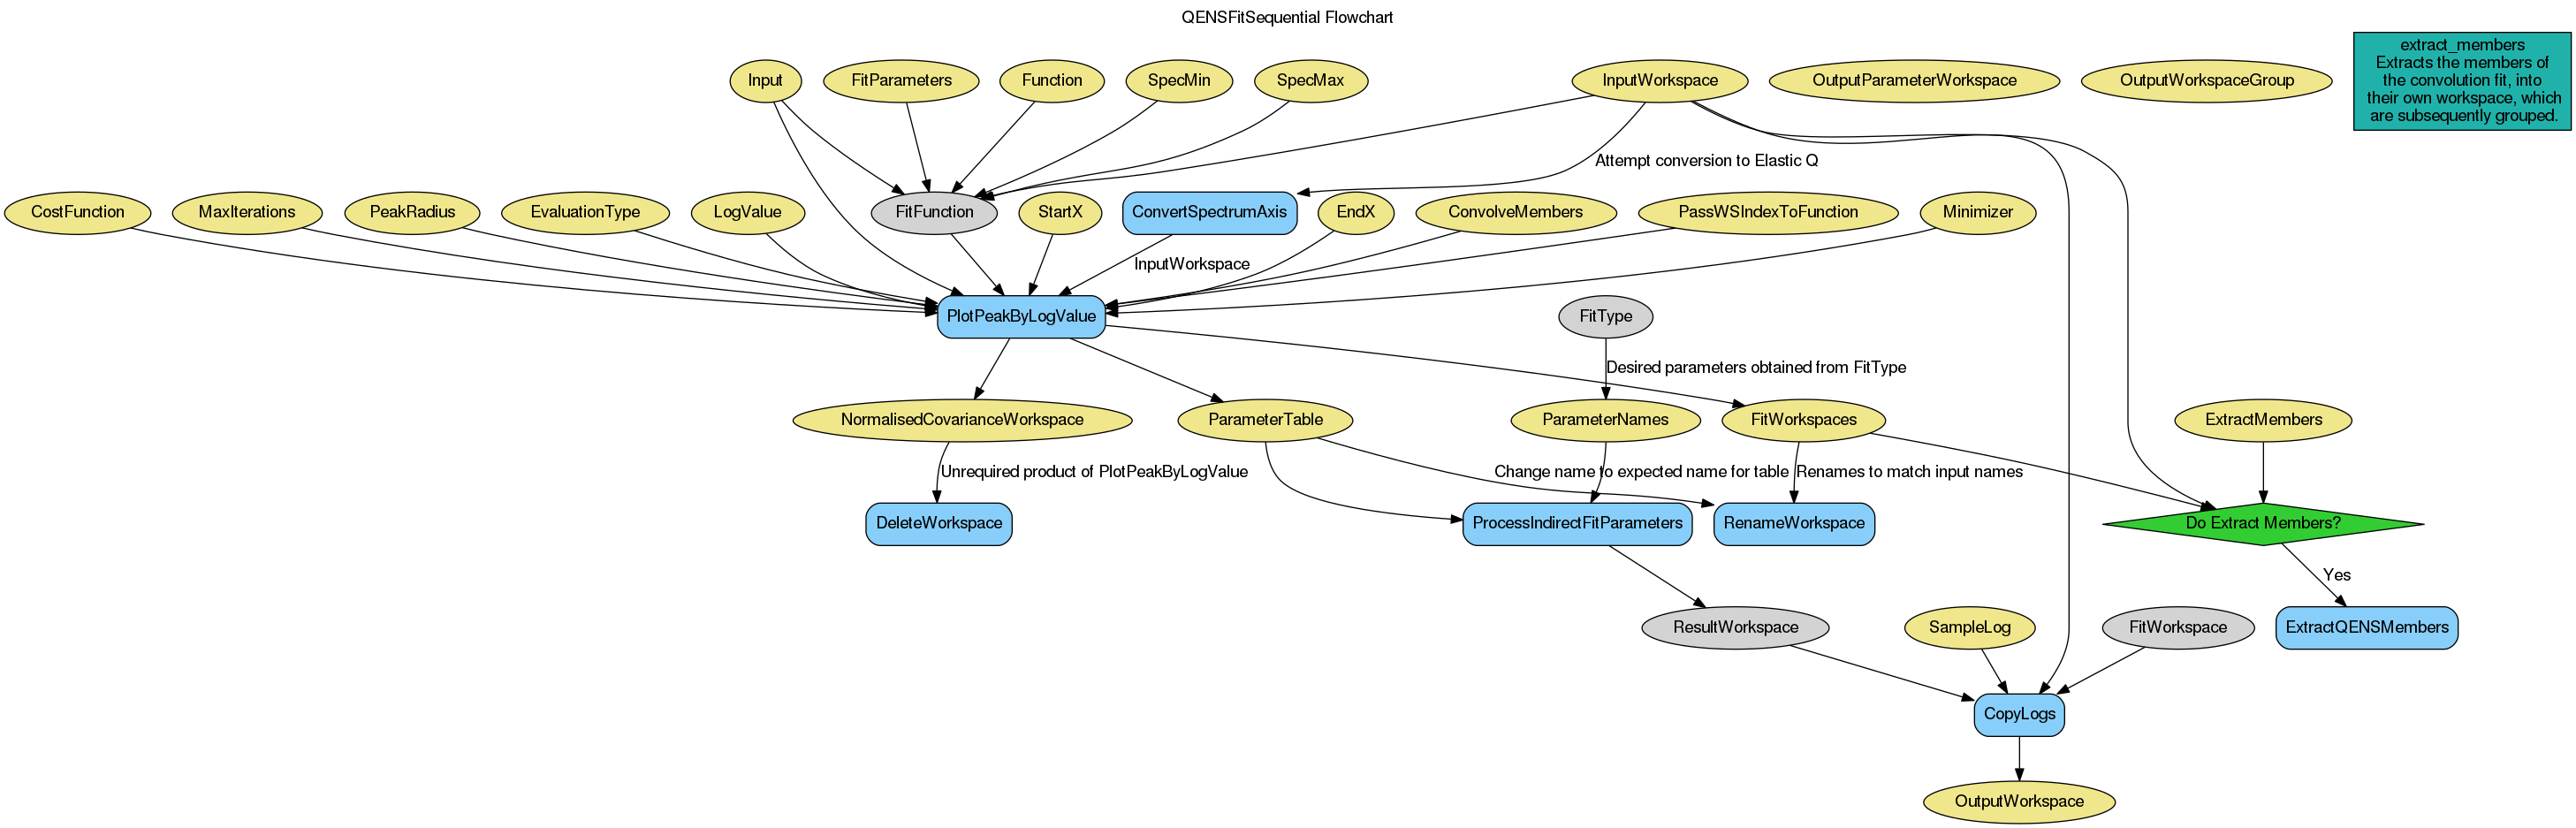 QENSFitSequential Flowchart
Input
FitParameters
Function
SpecMin
SpecMax
InputWorkspace
OutputParameterWorkspace
OutputWorkspaceGroup
extract_members
Extracts the members of
the convolution fit, into
their own workspace, which
are subsequently grouped.
Attempt conversion to Elastic Q
CostFunction
MaxIterations
PeakRadius
EvaluationType
LogValue
FitFunction
StartX
ConvertSpectrumAxis
EndX
ConvolveMembers
PassWSIndexToFunction
Minimizer
InputWorkspace
PlotPeakByLogValue
FitType
Desired parameters obtained from FitType
NormalisedCovarianceWorkspace
ParameterTable
ParameterNames
FitWorkspaces
ExtractMembers
Unrequired product of PlotPeakByLogValue
Change name to expected name for table
Renames to match input names
DeleteWorkspace
ProcessIndirectFitParameters
RenameWorkspace
Do Extract Members?
Yes
ResultWorkspace
SampleLog
FitWorkspace
ExtractQENSMembers
CopyLogs
OutputWorkspace